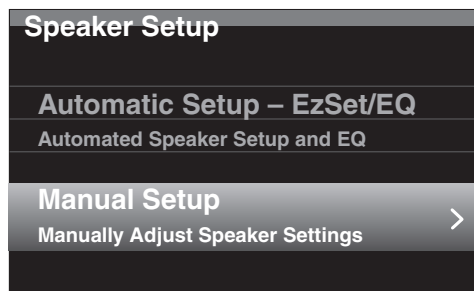 Speaker Setup
Automatic Setup – EzSet/EQ
Automated Speaker Setup and EQ
Manual Setup
Manually Adjust Speaker Settings